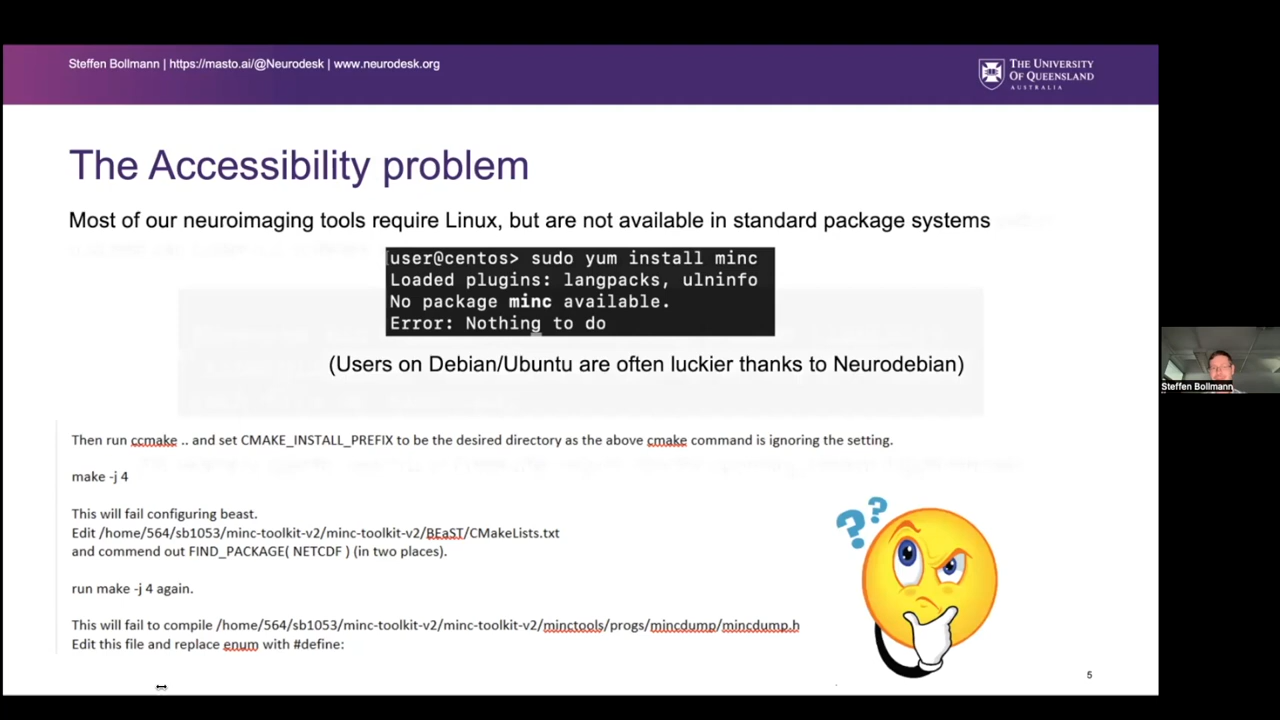 Steffen Bollmann | https://masto.ai/@Neurodesk | www.neurodesk.org
THE UNIVERSITY
OF QUEENSLAND
AUSTRALIA
The Accessibility problem
Most of our neuroimaging tools require Linux, but are not available in standard package systems
[user@centos> sudo yum install minc
Loaded plugins: langpacks, ulninfo
No package minc available.
Error: Nothing to do
(Users on Debian/Ubuntu are often luckier thanks to Neurodebian)
Then run ccmake .. and set CMAKE_INSTALL_PREFIX to be the desired directory as the above cmake command is ignoring the setting.
make -j 4
This will fail configuring beast.
Edit /home/564/sb1053/minc-toolkit-v2/minc-toolkit-v2/BEaST/CMakeLists.txt
and commend out FIND_PACKAGE( NETCDF ) (in two places).
run make -j 4 again.
This will fail to compile /home/564/sb1053/minc-toolkit-v2/minc-toolkit-v2/minctools/progs/mincdump/mincdump.h
Edit this file and replace enum with #define:
??
5
Steffen Bollmann